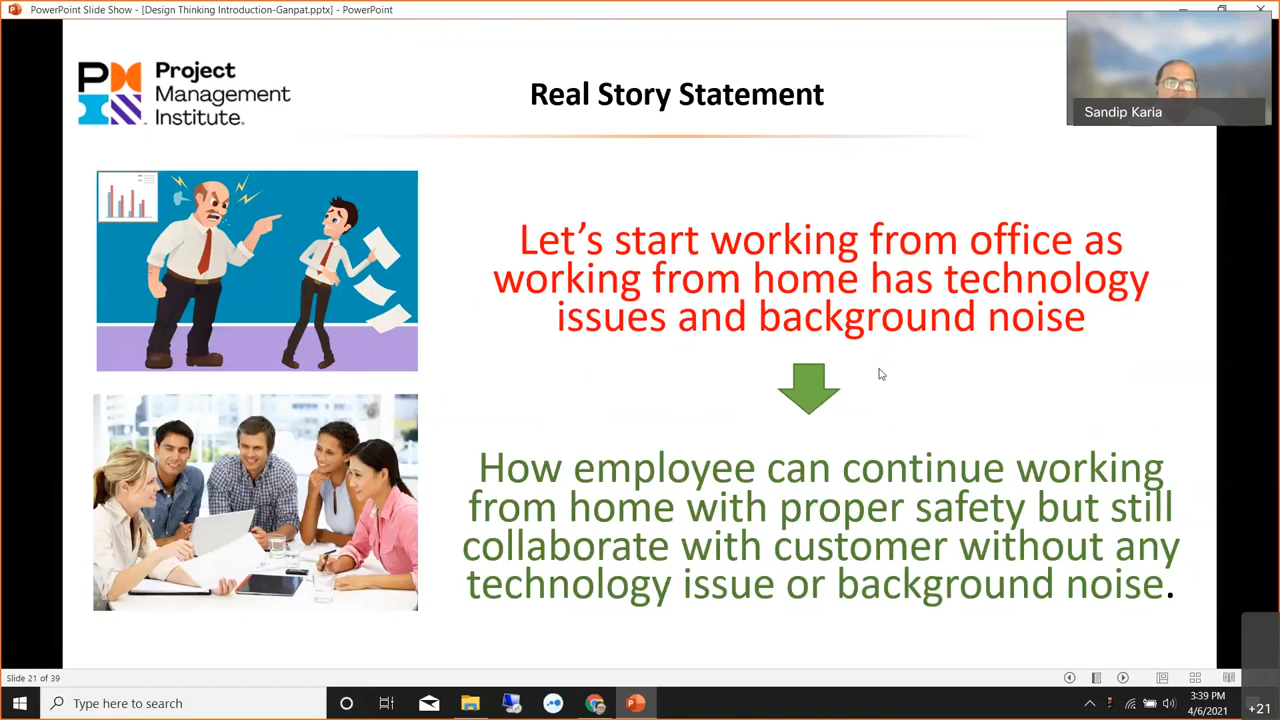 PowerPoint Slide Show - [Design Thinking Introduction-Ganpat.pptx] - PowerPoint
Project
Management
Institute.
Real Story Statement
Sandip Karia
Let's start working from office as
working from home has technology
issues and background noise
How employee can continue working
from home with proper safety but still
collaborate with customer without any
technology issue or background noise.
Slide 21 of 39
Type here to search
3:39 PM
4/6/2021
+21